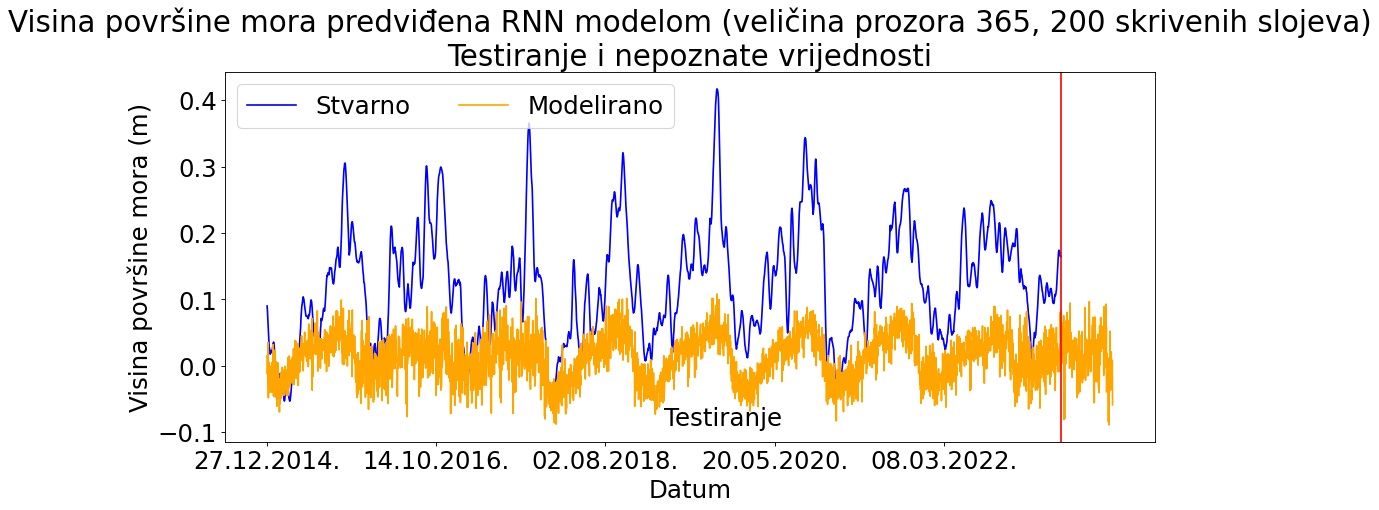 Visina površine mora predviđena RNN modelom (veličina prozora 365, 200 skrivenih slojeva)
Testiranje i nepoznate vrijednosti
Stvarno Modelirano
Visina površine mora (m)
0.4
0.3
0.2
0.1
0.0
−0.1
Testiranje
27.12.2014. 14.10.2016. 02.08.2018. 20.05.2020. 08.03.2022.
Datum